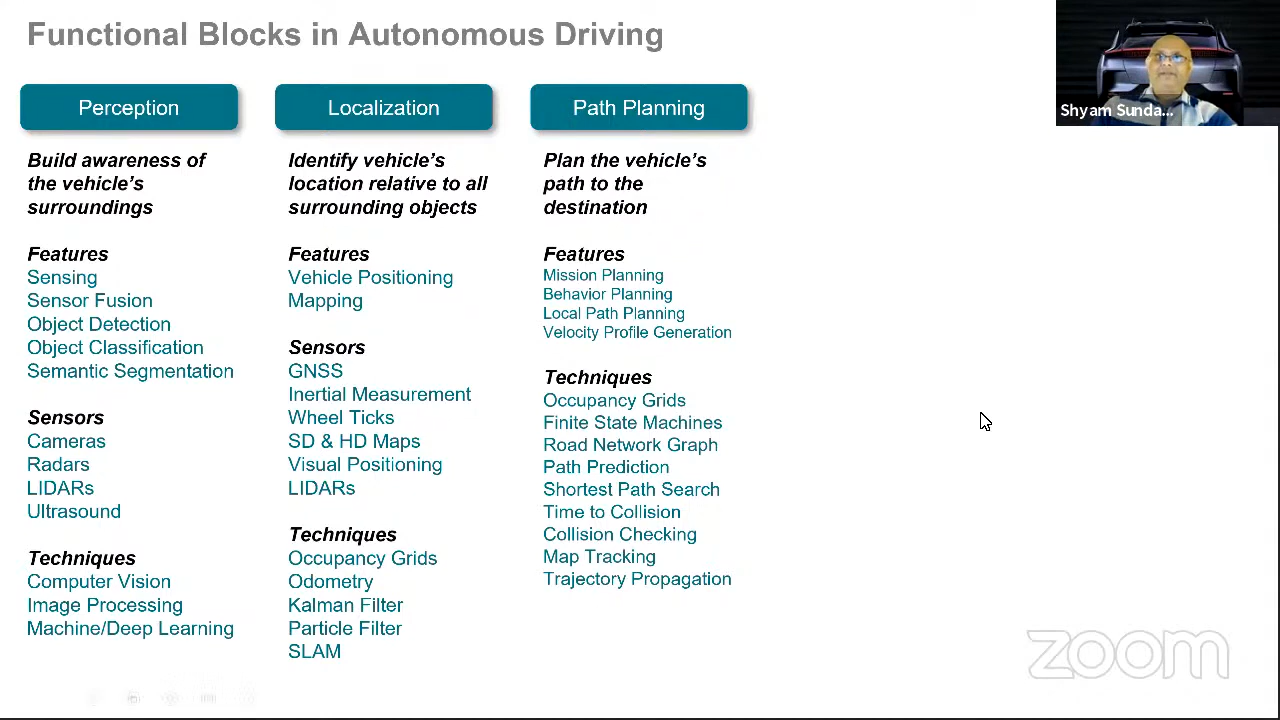 Functional Blocks in Autonomous Driving
Perception
Build awareness of
the vehicle's
surroundings
Features
Sensing
Sensor Fusion
Object Detection
Object Classification
Semantic Segmentation
Sensors
Cameras
Radars
LIDARs
Ultrasound
Techniques
Computer Vision
Image Processing
Machine/Deep Learning
Localization
Identify vehicle's
location relative to all
surrounding objects
Features
Vehicle Positioning
Mapping
Sensors
GNSS
Inertial Measurement
Wheel Ticks
SD & HD Maps
Visual Positioning
LIDARs
Techniques
Occupancy Grids
Odometry
Kalman Filter
Particle Filter
SLAM
Path Planning
Plan the vehicle's
path to the
destination
Features
Mission Planning
Behavior Planning
Local Path Planning
Velocity Profile Generation
Techniques
Occupancy Grids
Finite State Machines
Road Network Graph
Path Prediction
Shortest Path Search
Time to Collision
Collision Checking
Map Tracking
Trajectory Propagation
Shyam Sunda...
zoom